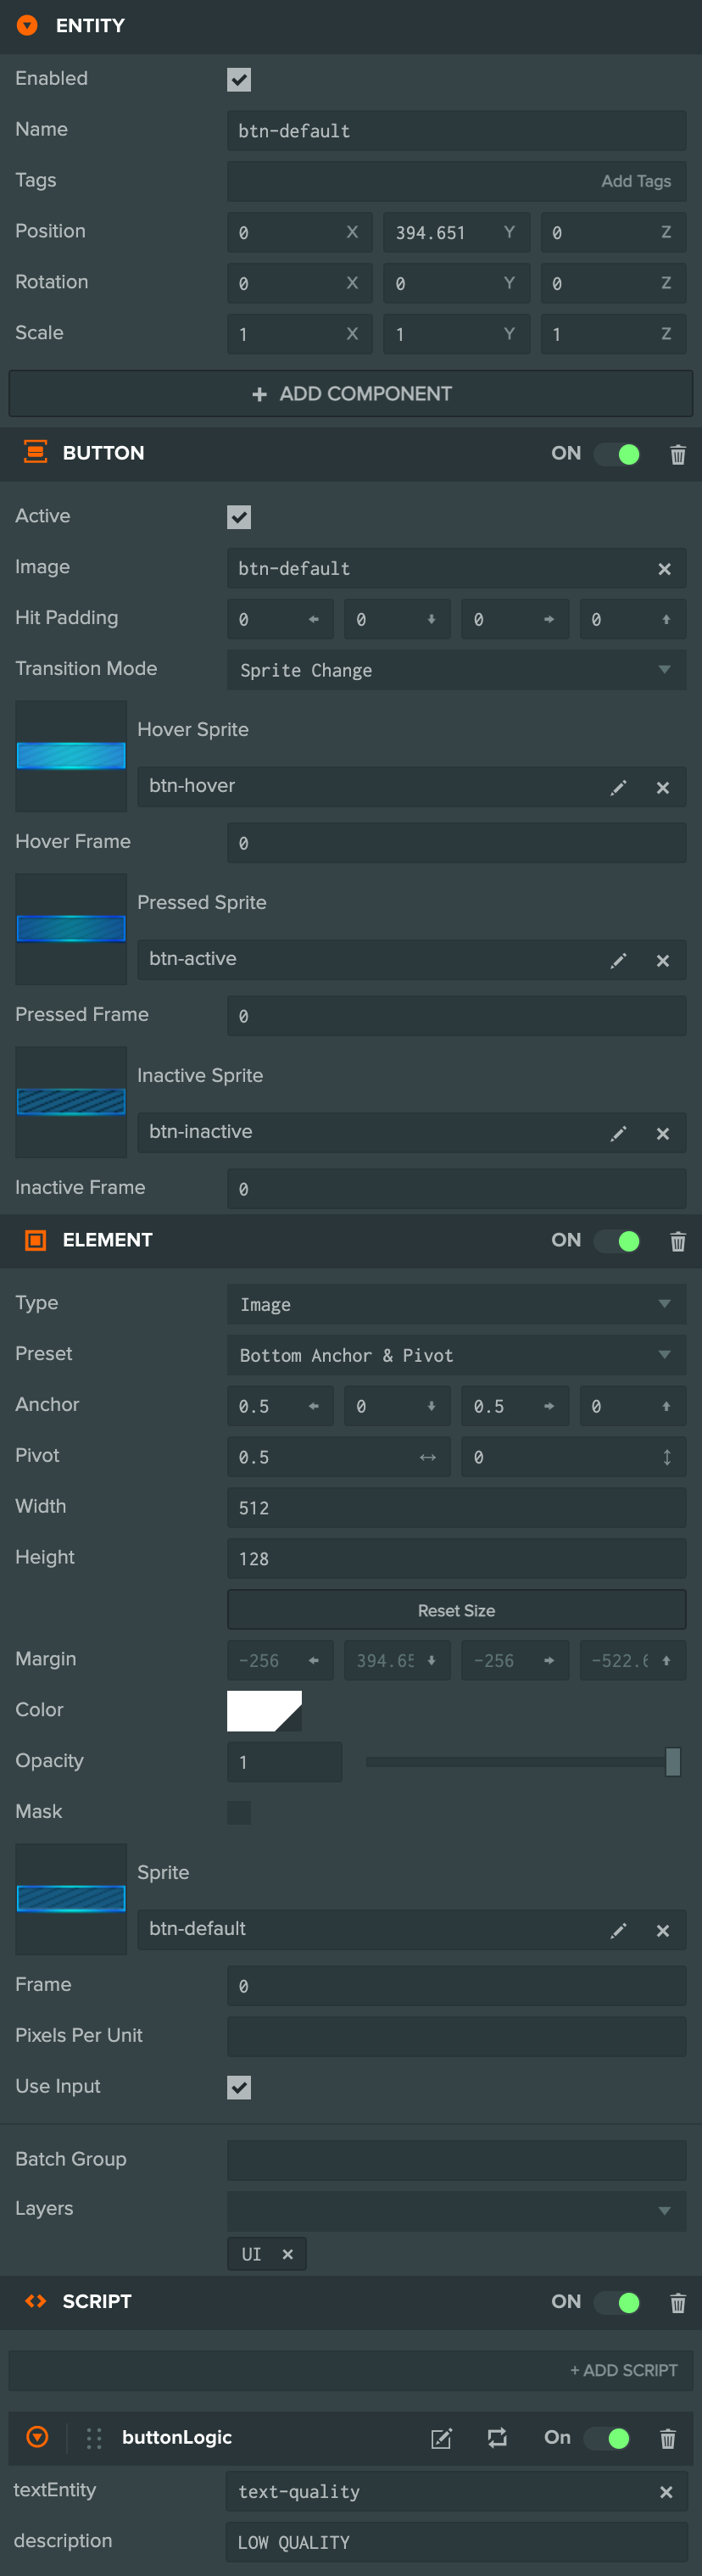 ENTITY
Enabled
Name btn-default
Tags Add Tags
Position 0 X 394.651 Y 0 Z
Rotation 0 X 0 Y 0 Z
Scale 1 X 1 Y 1 Z
+ ADD COMPONENT
BUTTON ON
Active
Image btn-default
Hit Padding 0 0 0 0
Transition Mode Sprite Change
Hover Sprite
btn-hover
Hover Frame 0
Pressed Sprite
btn-active
Pressed Frame 0
Inactive Sprite
btn-inactive
Inactive Frame 0
ELEMENT ON
Type Image
Preset Bottom Anchor & Pivot
Anchor 0.5 0 0.5 0
Pivot 0.5 0
Width 512
Height 128
Reset Size
Margin -256 394.65 -256 -522.6
Color
Opacity 1
Mask
Sprite
btn-default
Frame 0
Pixels Per Unit
Use Input
Batch Group
Layers
UI
SCRIPT ON
+ ADD SCRIPT
buttonLogic On
textEntity text-quality
description LOW QUALITY